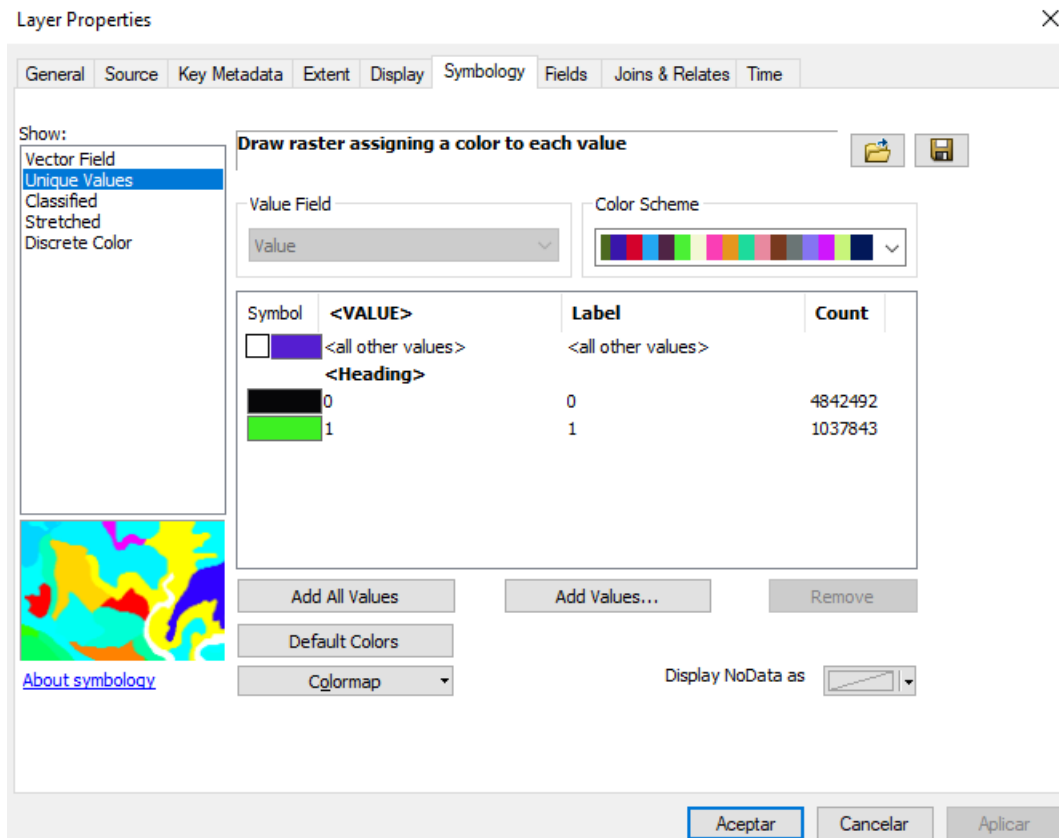 Layer Properties
General Source Key Metadata Extent Display Symbology Fields Joins & Relates Time
Show:
Vector Field
Unique Values
Classified
Stretched
Discrete Color
About symbology
Draw raster assigning a color to each value
Value Field
Value
Color Scheme
Symbol <VALUE> Label Count
<all other values> <all other values>
<Heading>
0 0 4842492
1 1 1037843
Add All Values Add Values... Remove
Default Colors
Colormap
Display NoData as
Aceptar Cancelar Aplicar